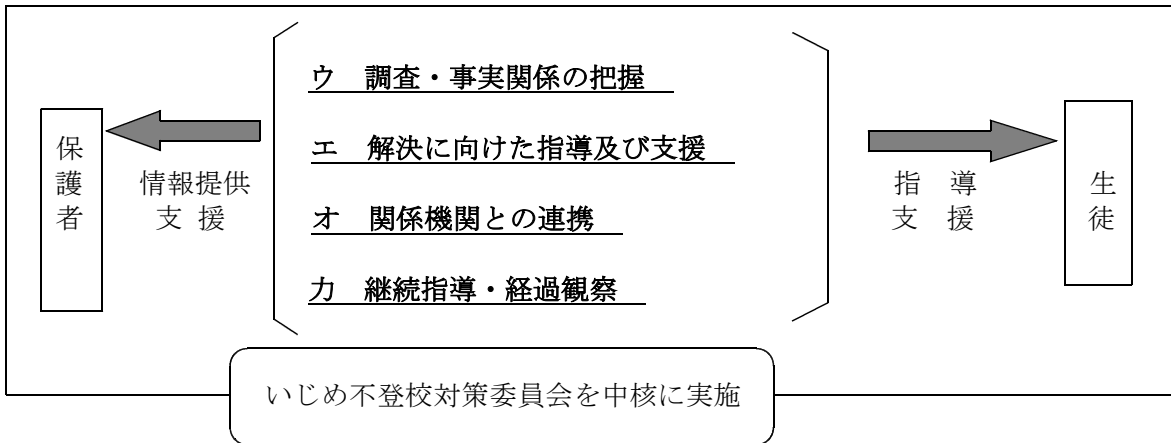 保護者
情報提供
支 援
ウ　調査・事実関係の把握
エ　解決に向けた指導及び支援
オ　関係機関との連携
カ　継続指導・経過観察
指　導
支　援
生徒
いじめ不登校対策委員会を中核に実施